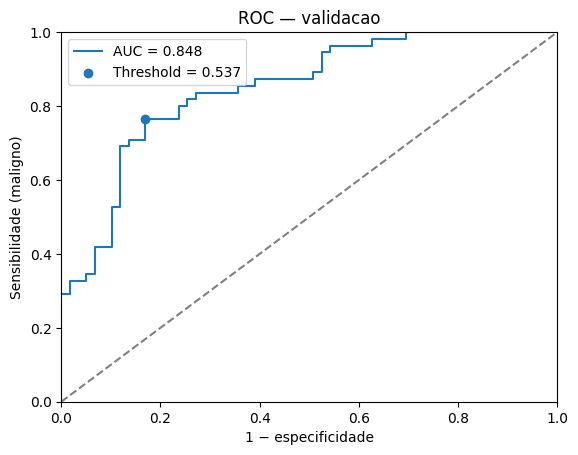 ROC — validacao
AUC = 0.848
Threshold = 0.537
Sensibilidade (maligno)
1.0
0.8
0.6
0.4
0.2
0.0
0.0 0.2 0.4 0.6 0.8 1.0
1 − especificidade